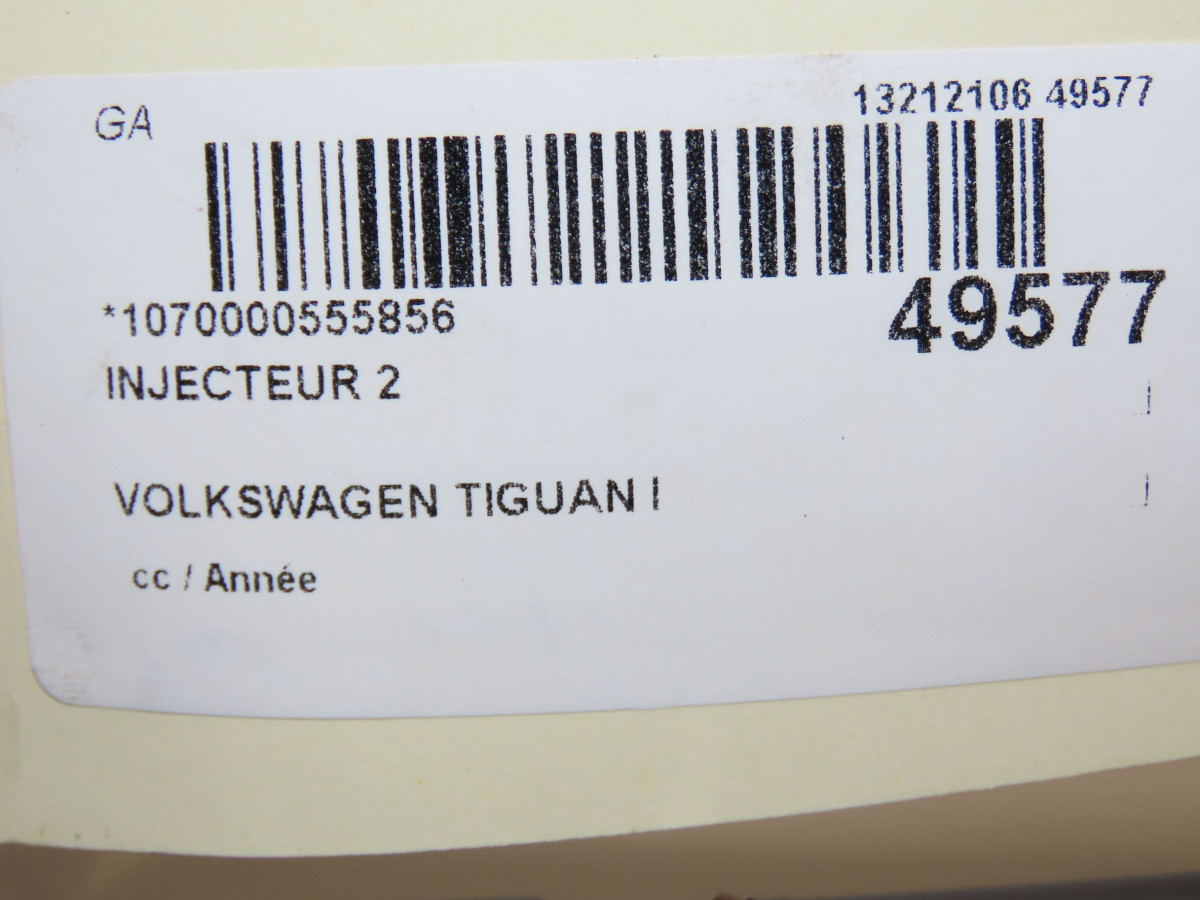 GA
13212106 49577
*1070000555856
49577
INJECTEUR 2
VOLKSWAGEN TIGUAN I
cc / Année